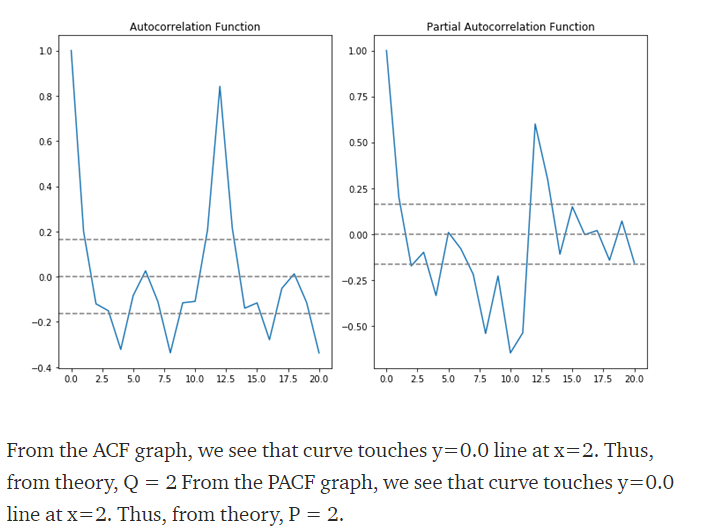 Autocorrelation Function
1.0
0.8
0.6
0.4
0.2
0.0
−0.2
−0.4
0.0 2.5 5.0 7.5 10.0 12.5 15.0 17.5 20.0
Partial Autocorrelation Function
1.00
0.75
0.50
0.25
0.00
−0.25
−0.50
0.0 2.5 5.0 7.5 10.0 12.5 15.0 17.5 20.0
From the ACF graph, we see that curve touches y=0.0 line at x=2. Thus,
from theory, Q = 2 From the PACF graph, we see that curve touches y=0.0
line at x=2. Thus, from theory, P = 2.